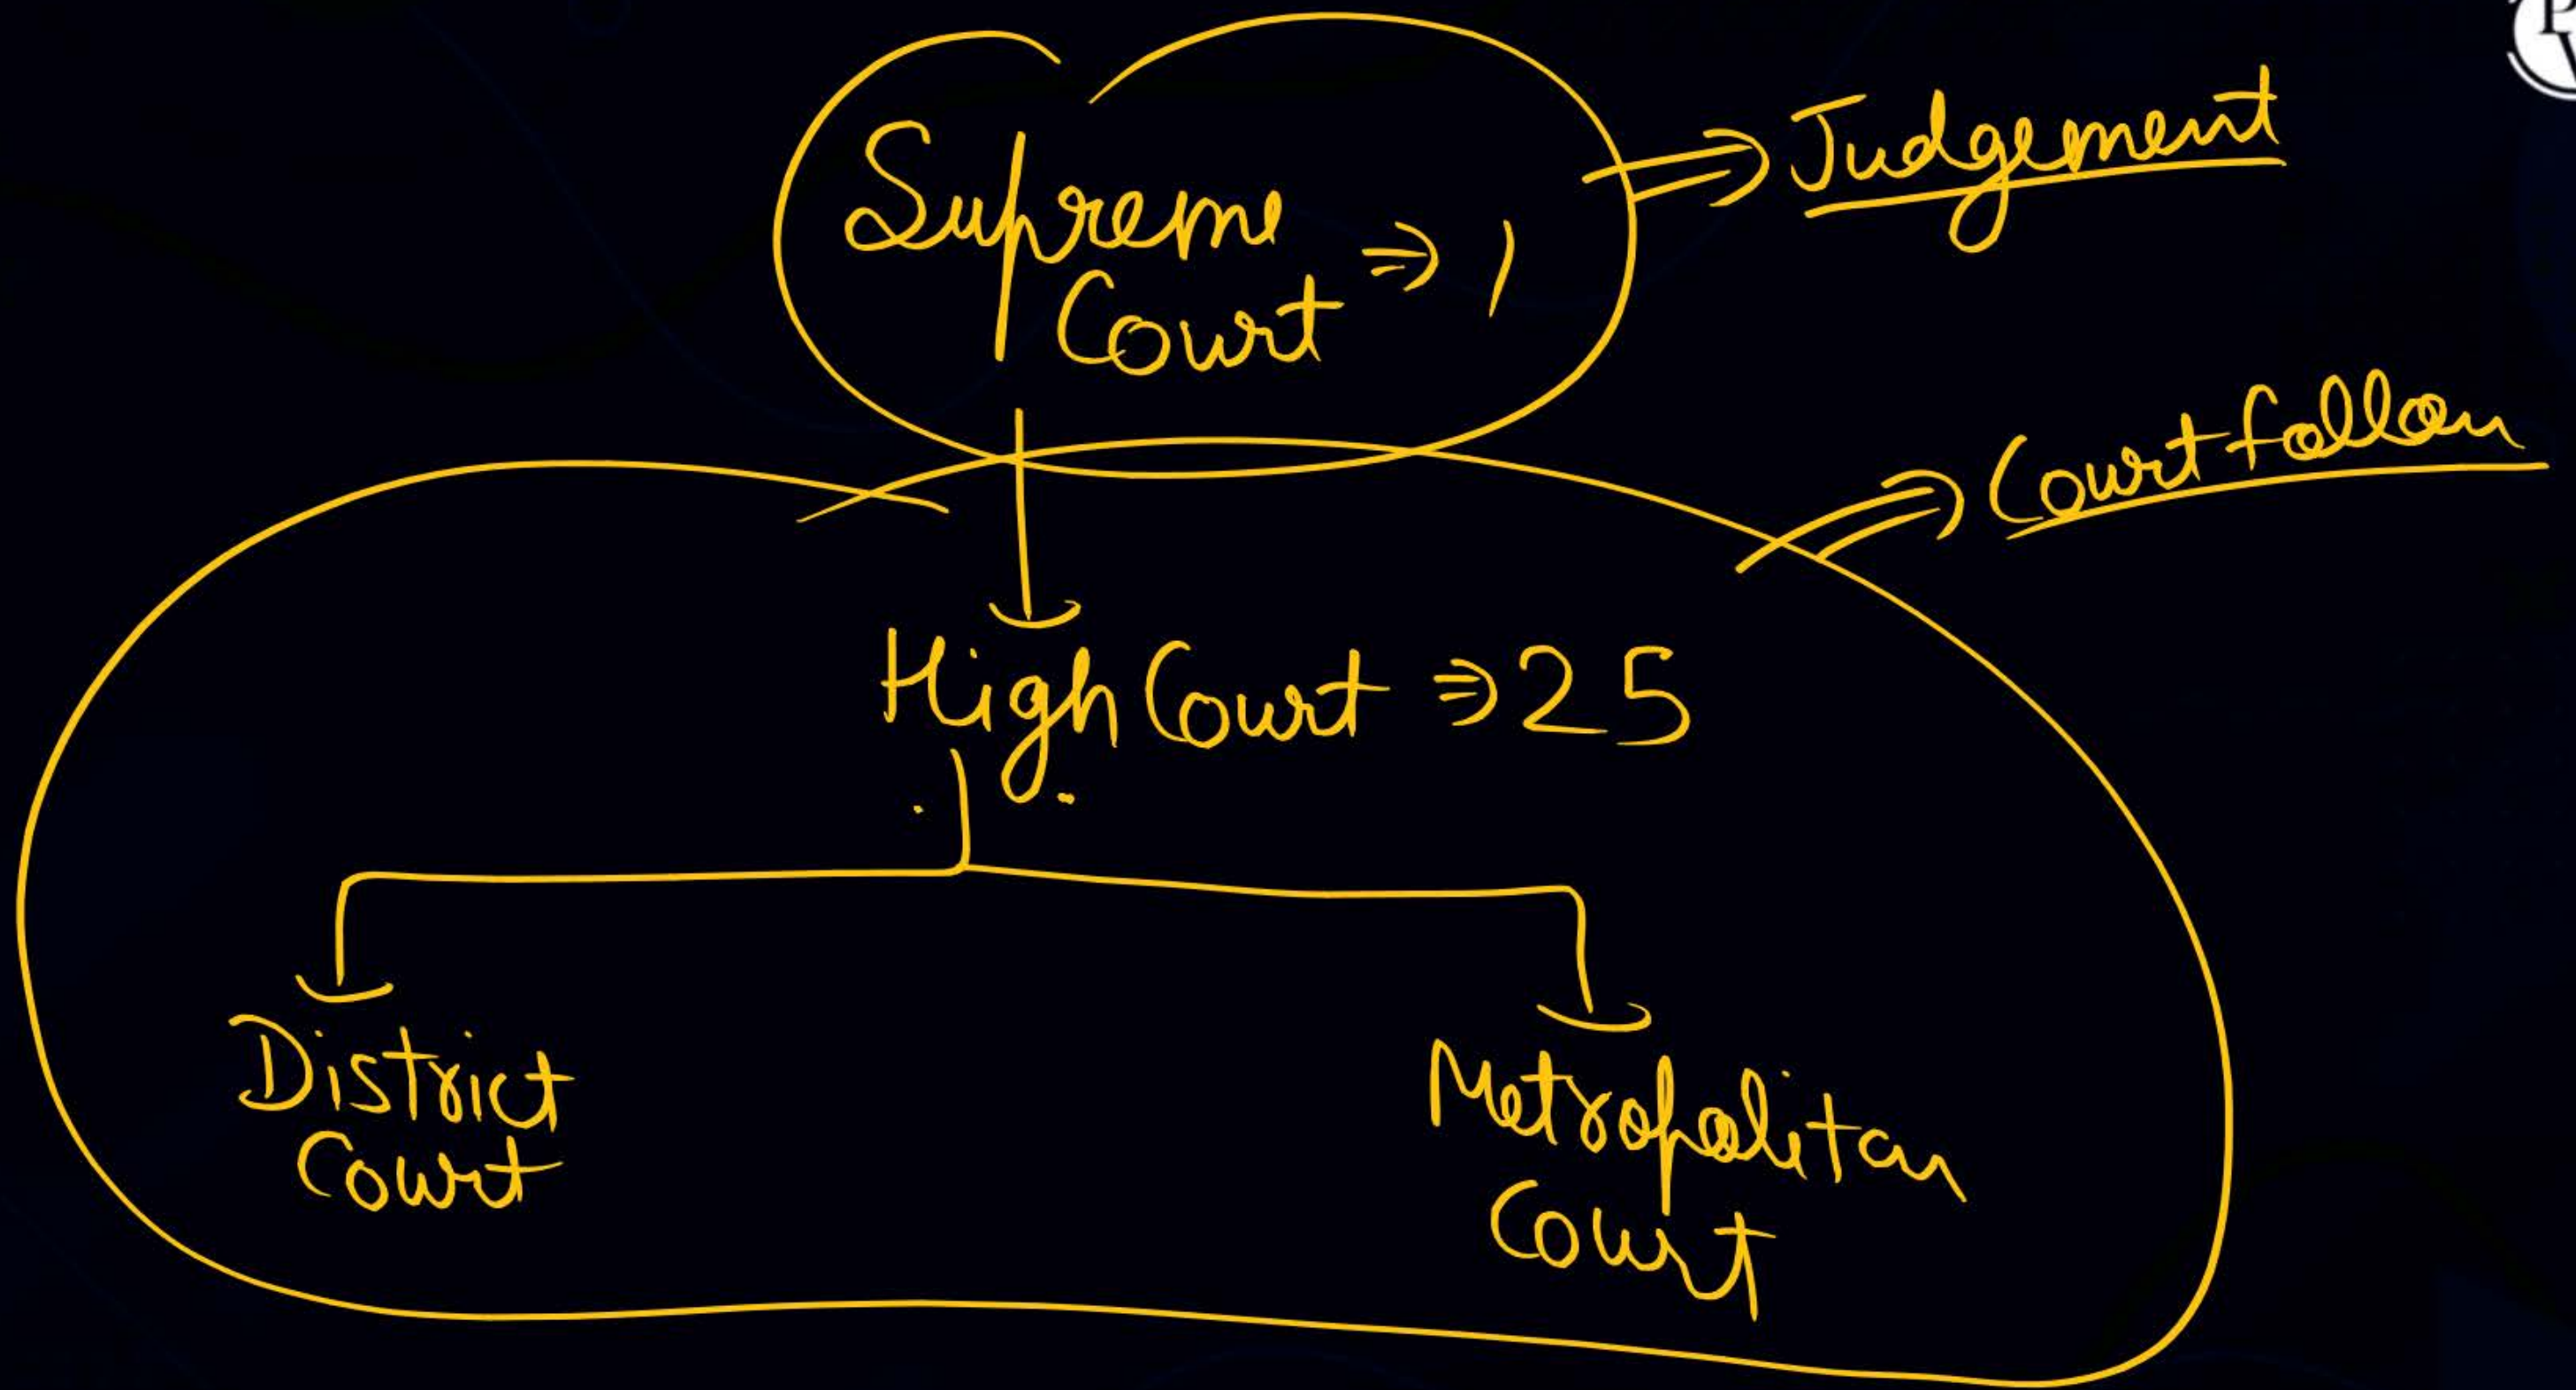 Supreme
Court ⇒ 1
⇒ Judgement
⇒ Court follow
High Court ⇒ 25
District
Court
Metropolitan
Court